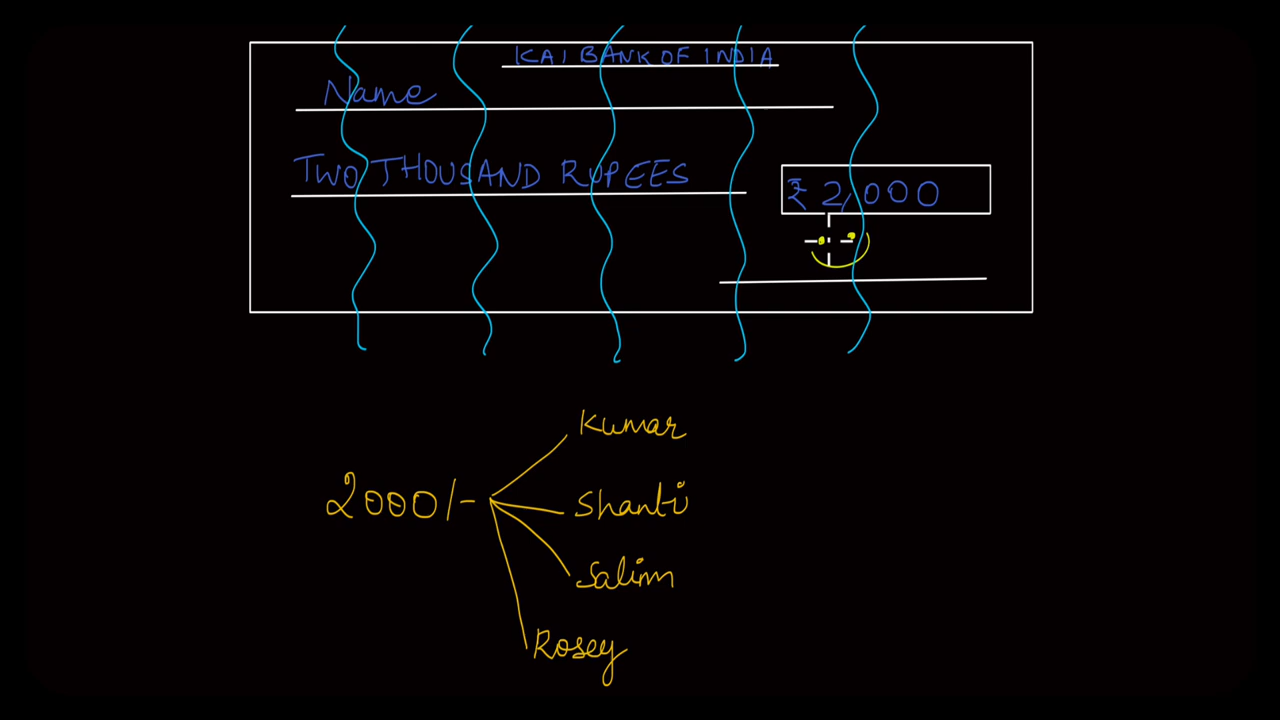 KAI BANK OF INDIA
Name
TWO THOUSAND RUPEES
₹ 2,000
2000/-
Kumar
Shanti
Salim
Rosey